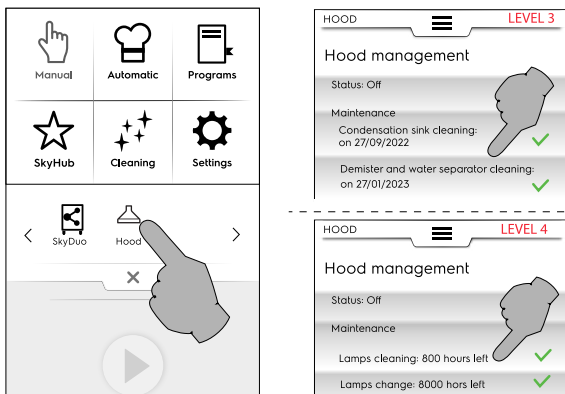 Manual
Automatic
Programs
SkyHub
Cleaning
Settings
SkyDuo
Hood
HOOD
LEVEL 3
Hood management
Status: Off
Maintenance
Condensation sink cleaning:
on 27/09/2022
Demister and water separator cleaning:
on 27/01/2023
HOOD
LEVEL 4
Hood management
Status: Off
Maintenance
Lamps cleaning: 800 hours left
Lamps change: 8000 hors left